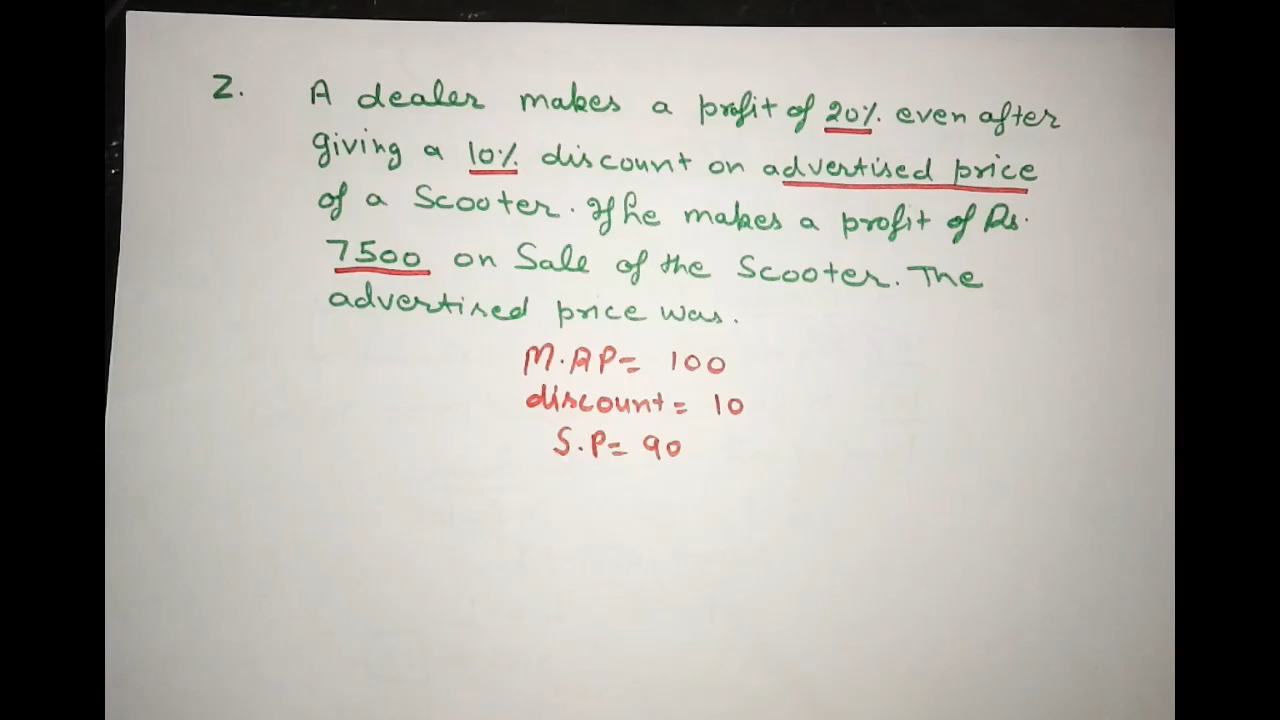 2. A dealer makes a profit of 20% even after
giving a 10% discount on advertised price
of a Scooter. If he makes a profit of Rs.
7500 on Sale of the Scooter. The
advertised price was.
M.AP= 100
discount = 10
S.P= 90